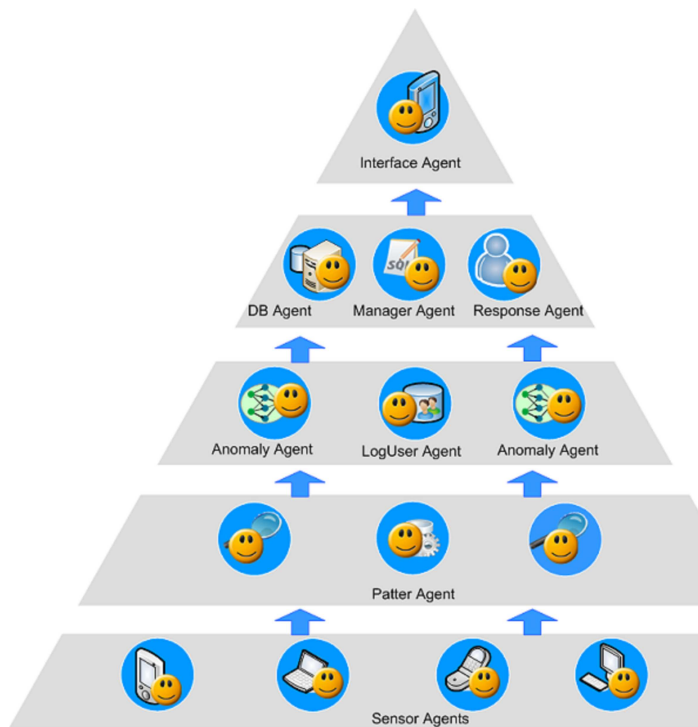 Interface Agent
DB Agent
Manager Agent
Response Agent
SQL
Anomaly Agent
LogUser Agent
Anomaly Agent
Patter Agent
Sensor Agents